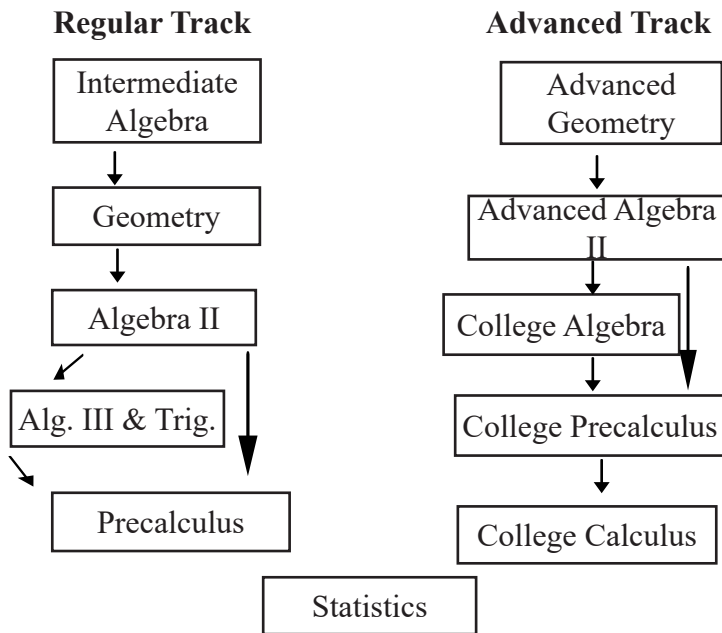 Regular Track
Intermediate
Algebra
Geometry
Algebra II
Alg. III & Trig.
Precalculus
Advanced Track
Advanced
Geometry
Advanced Algebra
II
College Algebra
College Precalculus
College Calculus
Statistics